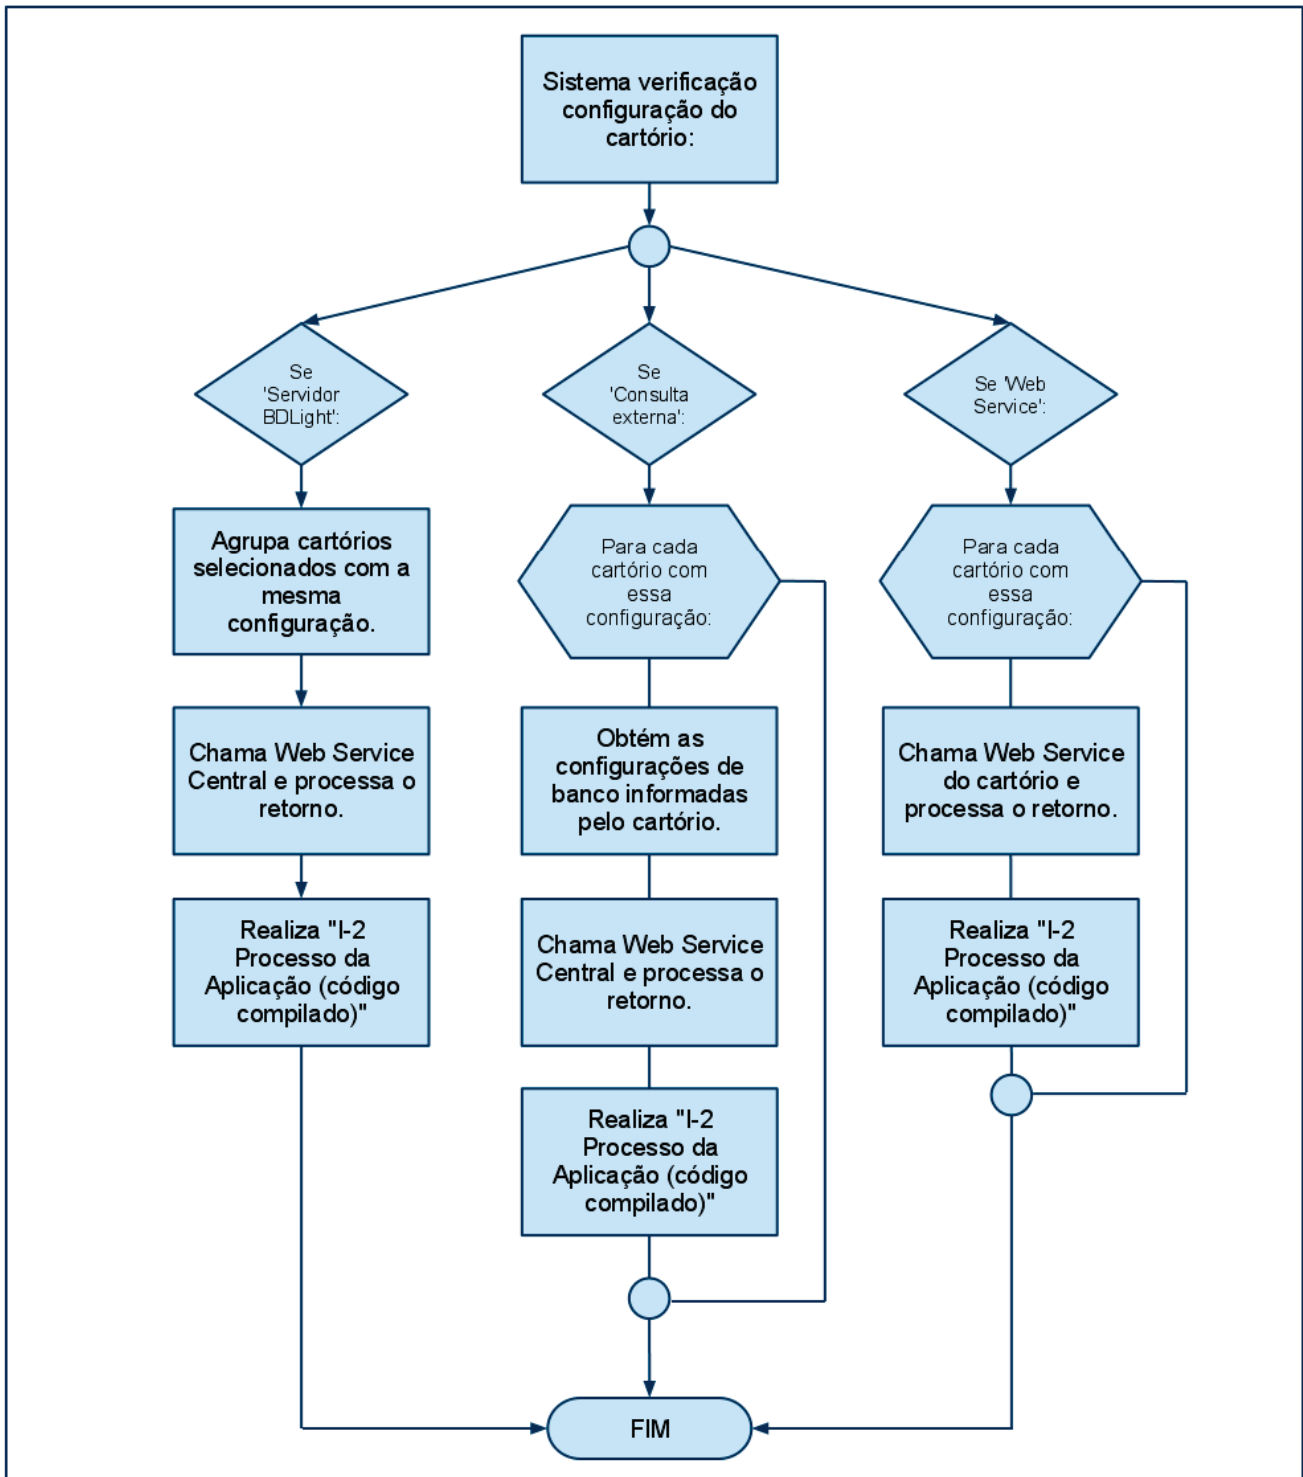 Sistema verificação
configuração do
cartório:
Se
'Servidor
BDLight':
Se
'Consulta
externa':
Se 'Web
Service':
Agrupa cartórios
selecionados com a
mesma
configuração.
Para cada
cartório com
essa
configuração:
Para cada
cartório com
essa
configuração:
Chama Web Service
Central e processa o
retorno.
Obtém as
configurações de
banco informadas
pelo cartório.
Chama Web Service
do cartório e
processa o retorno.
Realiza "I-2
Processo da
Aplicação (código
compilado)"
Chama Web Service
Central e processa o
retorno.
Realiza "I-2
Processo da
Aplicação (código
compilado)"
Realiza "I-2
Processo da
Aplicação (código
compilado)"
FIM